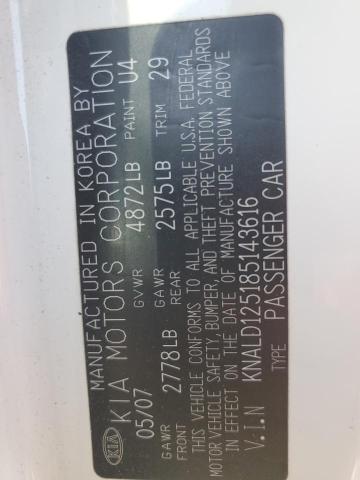 MANUFACTURED IN KOREA BY
KIA KIA MOTORS CORPORATION
05/07 GVWR 4872LB PAINT U4
GAWR FRONT 2778LB GAWR REAR 2575LB TRIM 29
THIS VEHICLE CONFORMS TO ALL APPLICABLE U.S.A. FEDERAL
MOTOR VEHICLE SAFETY, BUMPER, AND THEFT PREVENTION STANDARDS
IN EFFECT ON THE DATE OF MANUFACTURE SHOWN ABOVE
V.I.N KNALD125185143616
TYPE PASSENGER CAR